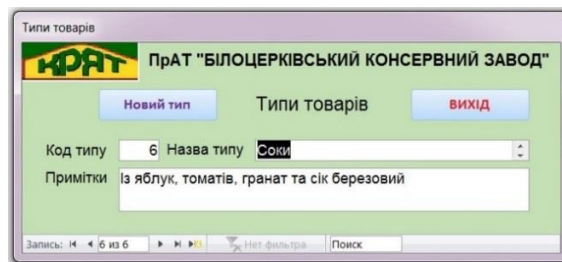 Типи товарів
КРАТ ПрАТ "БІЛОЦЕРКІВСЬКИЙ КОНСЕРВНИЙ ЗАВОД"
Новий тип Типи товарів ВИХІД
Код типу 6 Назва типу Соки
Примітки Із яблук, томатів, гранат та сік березовий
Запись: 6 из 6 Нет фильтра Поиск